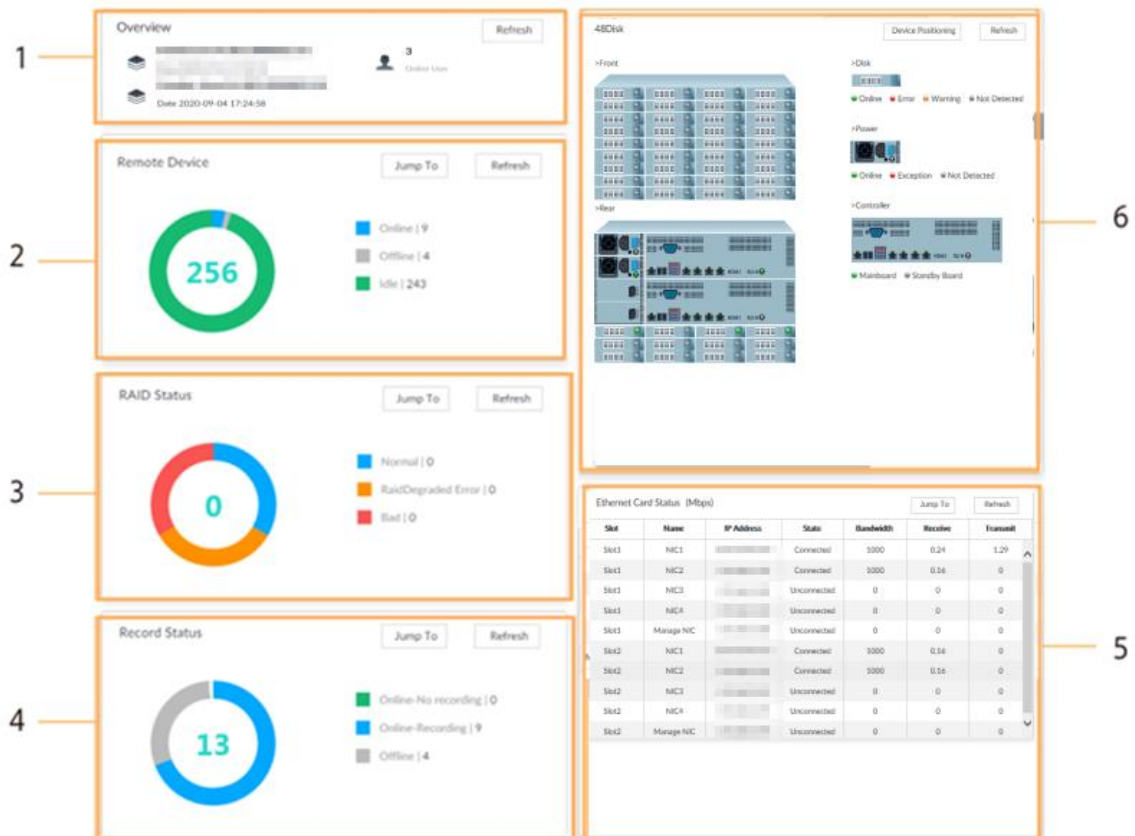 1
Overview
Refresh
3
Online User
Date 2020-09-04 17:24:58
2
Remote Device
Jump To
Refresh
256
Online | 9
Offline | 4
Idle | 243
3
RAID Status
Jump To
Refresh
0
Normal | 0
RaidDegraded Error | 0
Bad | 0
4
Record Status
Jump To
Refresh
13
Online-No recording | 0
Online-Recording | 9
Offline | 4
6
48Disk
Device Positioning
Refresh
>Front
>Rear
>Disk
Online Error Warning Not Detected
>Power
Online Exception Not Detected
>Controller
Mainboard Standby Board
5
Ethernet Card Status (Mbps)
Jump To
Refresh
Slot Name IP Address State Bandwidth Receive Transmit
Slot1 NIC1 Connected 1000 0.24 1.29
Slot1 NIC2 Connected 1000 0.16 0
Slot1 NIC3 Unconnected 0 0 0
Slot1 NIC4 Unconnected 0 0 0
Slot1 Manage NIC Unconnected 0 0 0
Slot2 NIC1 Connected 1000 0.16 0
Slot2 NIC2 Connected 1000 0.16 0
Slot2 NIC3 Unconnected 0 0 0
Slot2 NIC4 Unconnected 0 0 0
Slot2 Manage NIC Unconnected 0 0 0